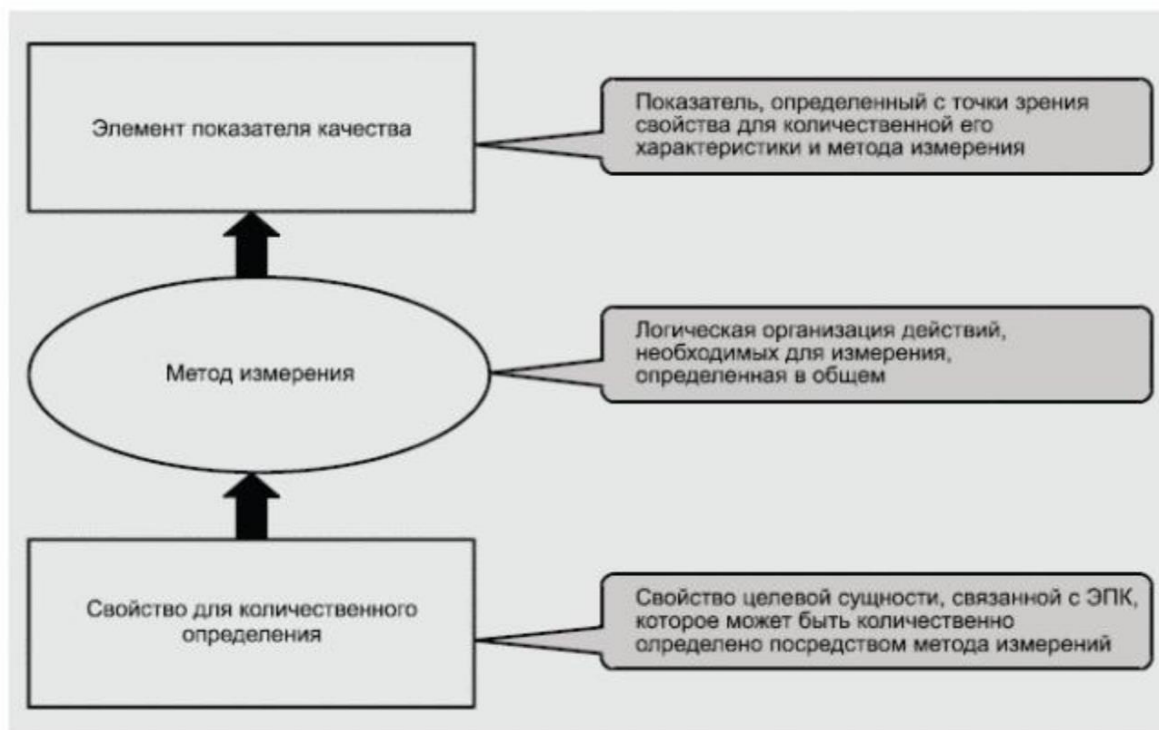 Элемент показателя качества
Показатель, определенный с точки зрения
свойства для количественной его
характеристики и метода измерения
Метод измерения
Логическая организация действий,
необходимых для измерения,
определенная в общем
Свойство для количественного
определения
Свойство целевой сущности, связанной с ЭПК,
которое может быть количественно
определено посредством метода измерений